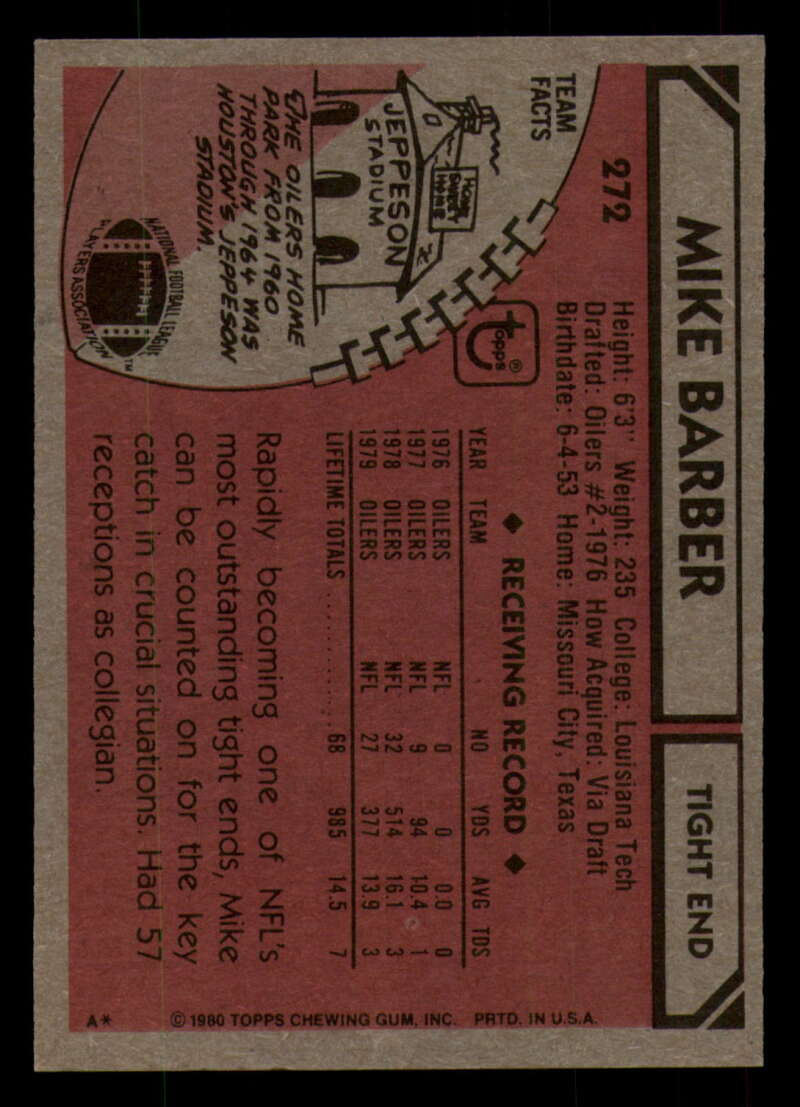 MIKE BARBER
TIGHT END
272
Height: 6'3" Weight: 235 College: Louisiana Tech
Drafted: Oilers #2-1976 How Acquired: Via Draft
Birthdate: 6-4-53 Home: Missouri City, Texas
TEAM
FACTS
HOME
SWEET
HOME
JEPPESON
STADIUM
THE OILERS HOME
PARK FROM 1960
THROUGH 1964 WAS
HOUSTON'S JEPPESON
STADIUM.
NATIONAL FOOTBALL LEAGUE
PLAYERS ASSOCIATION™
Topps®
◆ RECEIVING RECORD ◆
YEAR TEAM NO YDS AVG TDS
1976 OILERS NFL 0 0 0.0 0
1977 OILERS NFL 9 94 10.4 1
1978 OILERS NFL 32 514 16.1 3
1979 OILERS NFL 27 377 13.9 3
LIFETIME TOTALS .............. 68 985 14.5 7
Rapidly becoming one of NFL's
most outstanding tight ends, Mike
can be counted on for the key
catch in crucial situations. Had 57
receptions as collegian.
A* © 1980 TOPPS CHEWING GUM, INC. PRTD. IN U.S.A.